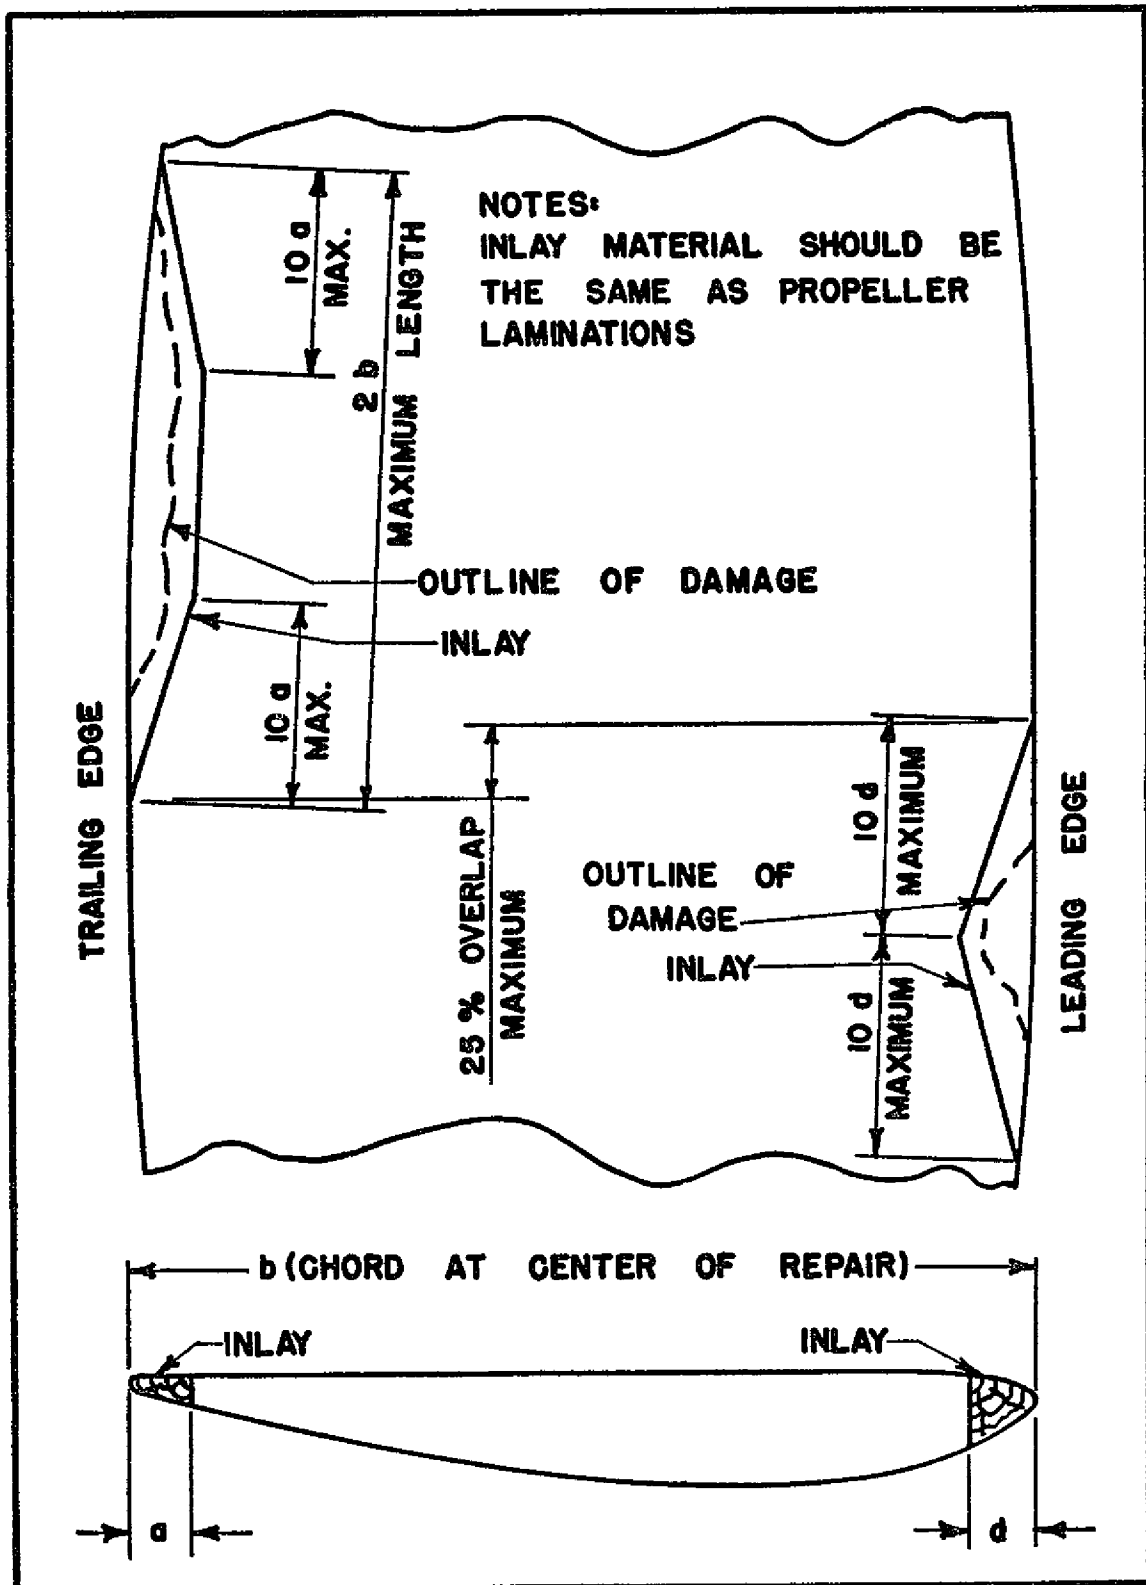 NOTES:
INLAY MATERIAL SHOULD BE
THE SAME AS PROPELLER
LAMINATIONS
10 a
MAX.
2 b
MAXIMUM LENGTH
OUTLINE OF DAMAGE
INLAY
10 a
MAX.
TRAILING EDGE
25 % OVERLAP
MAXIMUM
10 d
MAXIMUM
OUTLINE OF
DAMAGE
INLAY
10 d
MAXIMUM
LEADING EDGE
b (CHORD AT CENTER OF REPAIR)
INLAY
INLAY
a
d